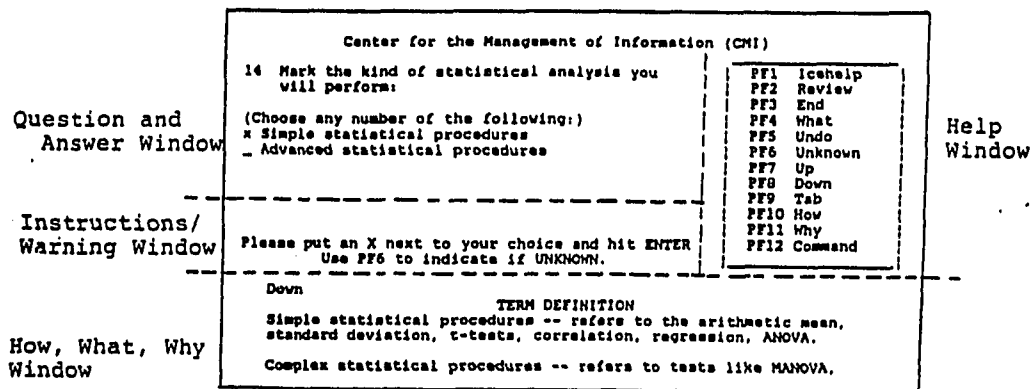 Center for the Management of Information (CMI)
14 Mark the kind of statistical analysis you
will perform:
(Choose any number of the following:)
x Simple statistical procedures
_ Advanced statistical procedures
Question and
Answer Window
PF1 Icehelp
PF2 Review
PF3 End
PF4 What
PF5 Undo
PF6 Unknown
PF7 Up
PF8 Down
PF9 Tab
PF10 How
PF11 Why
PF12 Command
Help
Window
Instructions/
Warning Window
Please put an X next to your choice and hit ENTER
Use PF6 to indicate if UNKNOWN.
Down
TERM DEFINITION
Simple statistical procedures -- refers to the arithmetic mean,
standard deviation, t-tests, correlation, regression, ANOVA.
Complex statistical procedures -- refers to tests like MANOVA,
How, What, Why
Window